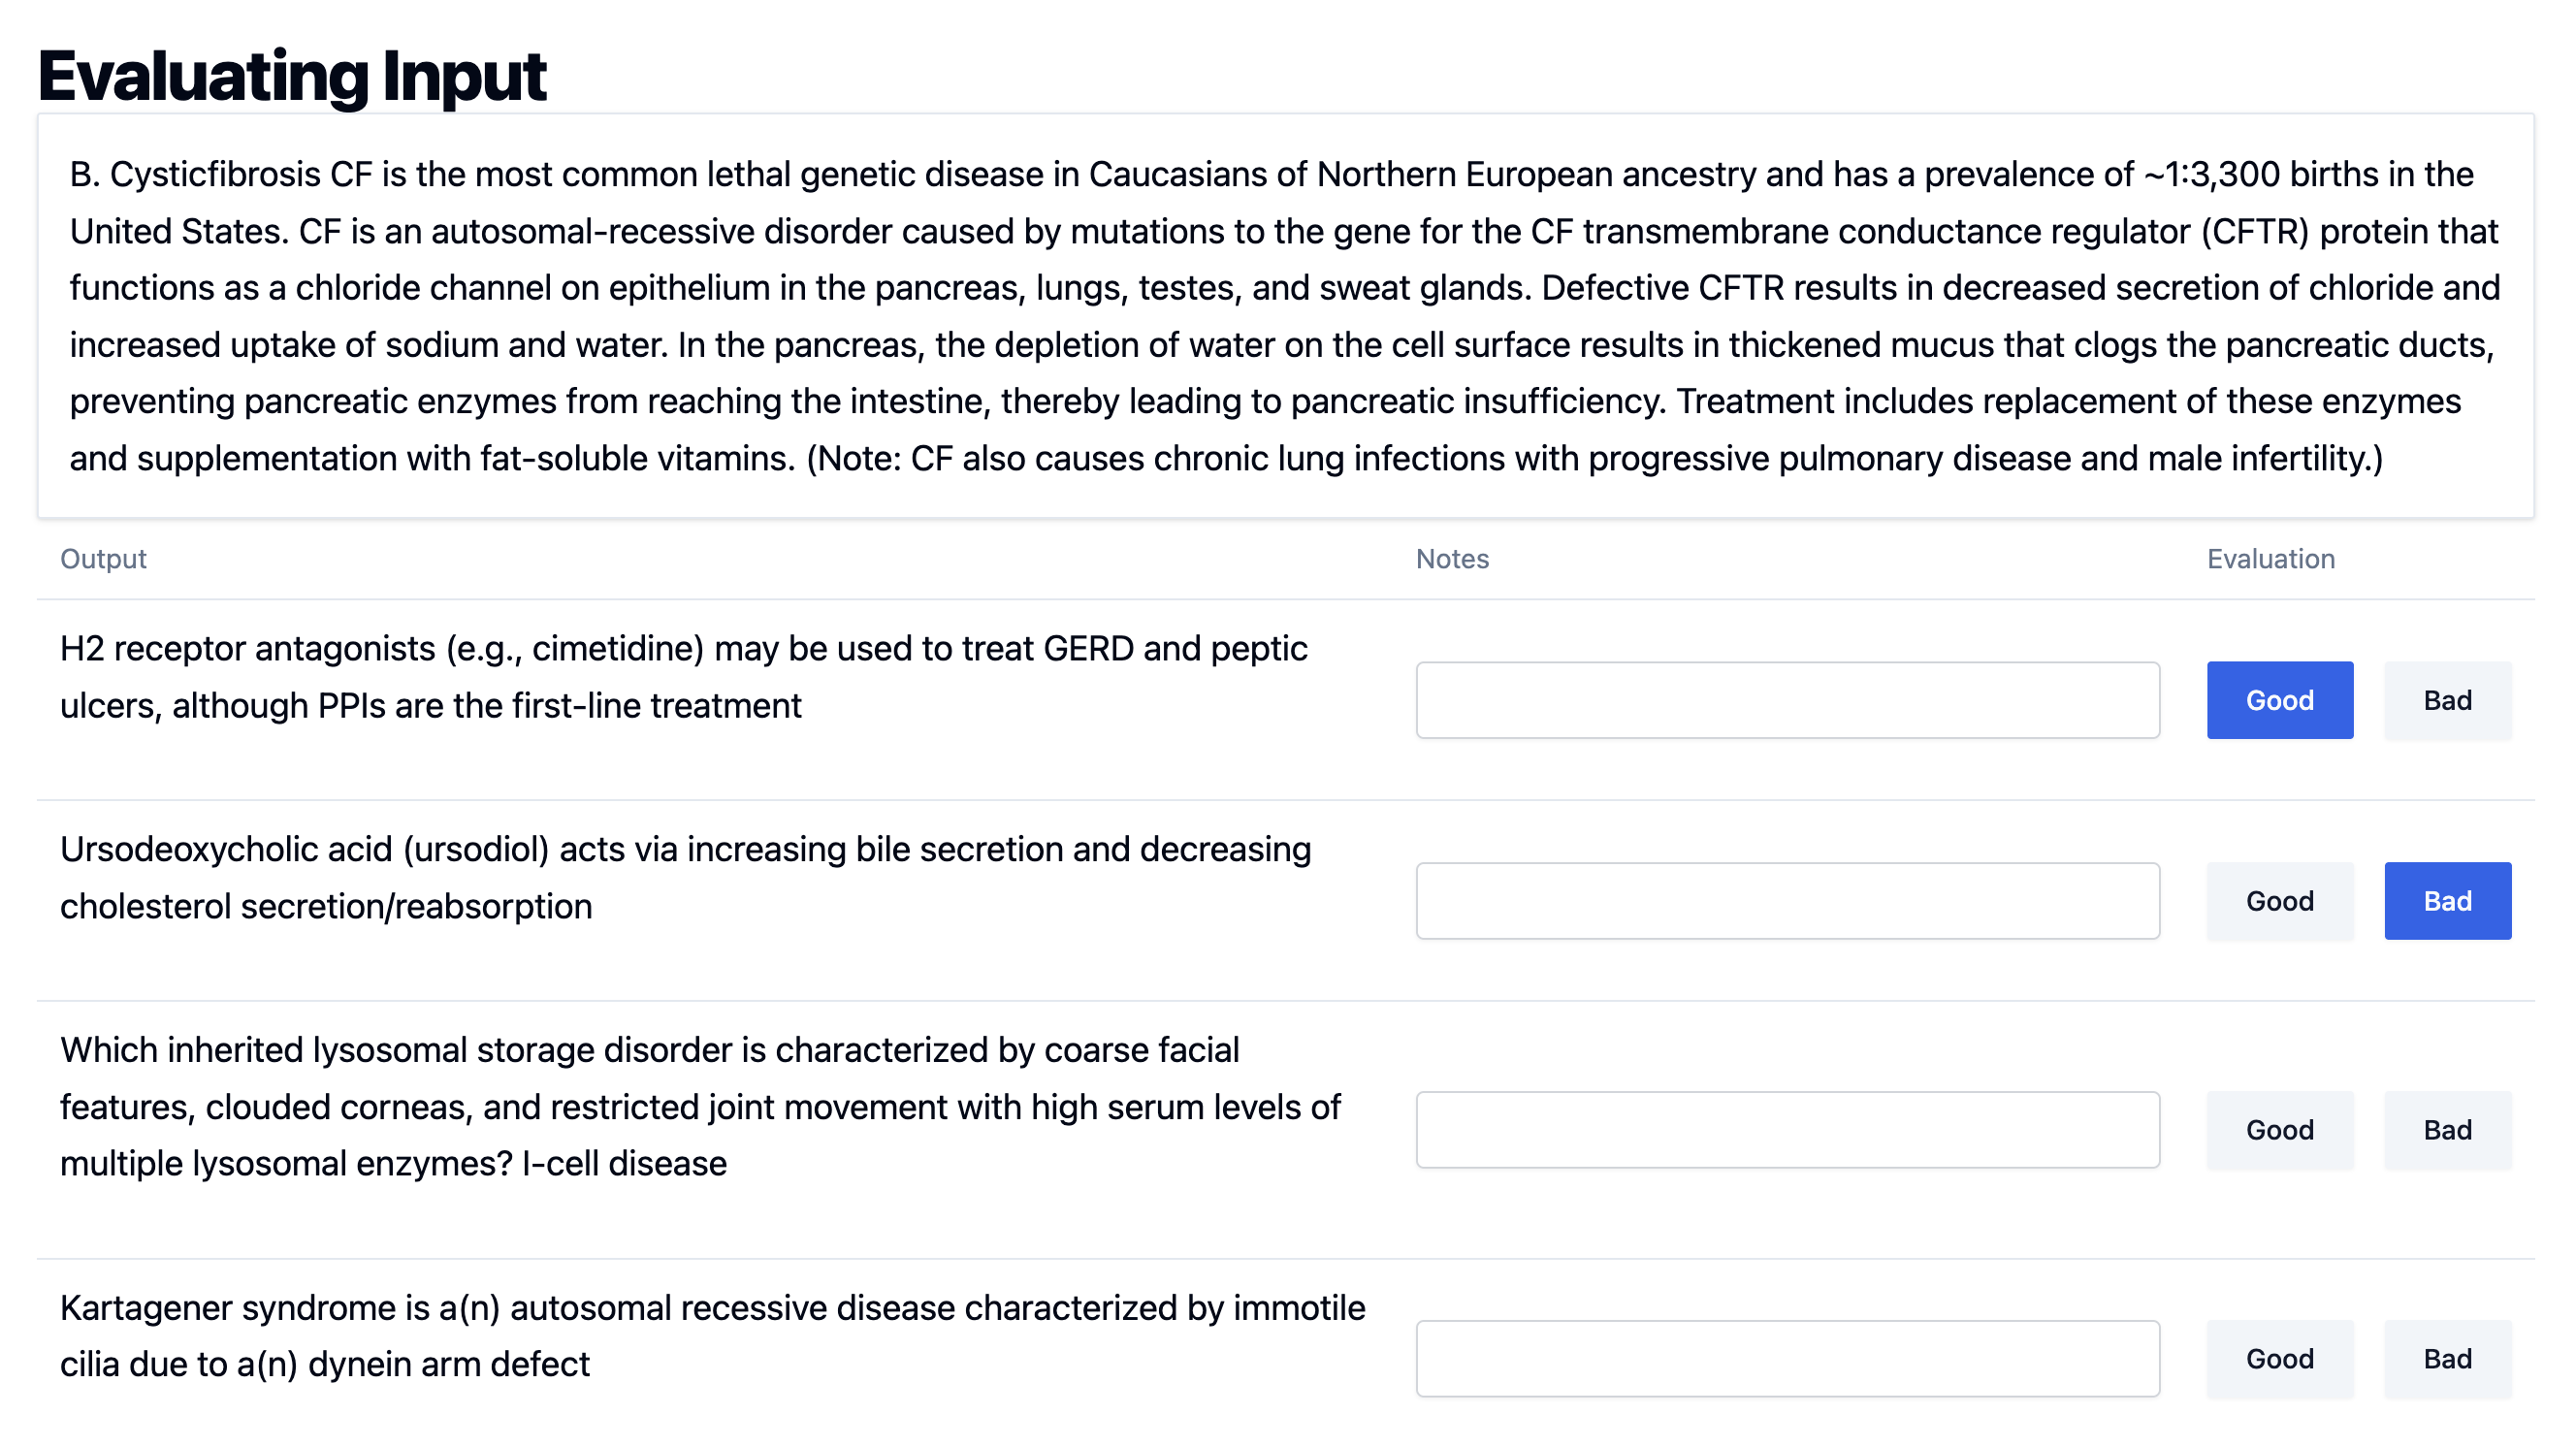 Evaluating Input
B. Cysticfibrosis CF is the most common lethal genetic disease in Caucasians of Northern European ancestry and has a prevalence of ~1:3,300 births in the
United States. CF is an autosomal-recessive disorder caused by mutations to the gene for the CF transmembrane conductance regulator (CFTR) protein that
functions as a chloride channel on epithelium in the pancreas, lungs, testes, and sweat glands. Defective CFTR results in decreased secretion of chloride and
increased uptake of sodium and water. In the pancreas, the depletion of water on the cell surface results in thickened mucus that clogs the pancreatic ducts,
preventing pancreatic enzymes from reaching the intestine, thereby leading to pancreatic insufficiency. Treatment includes replacement of these enzymes
and supplementation with fat-soluble vitamins. (Note: CF also causes chronic lung infections with progressive pulmonary disease and male infertility.)
Output Notes Evaluation
H2 receptor antagonists (e.g., cimetidine) may be used to treat GERD and peptic
ulcers, although PPIs are the first-line treatment
Good Bad
Ursodeoxycholic acid (ursodiol) acts via increasing bile secretion and decreasing
cholesterol secretion/reabsorption
Good Bad
Which inherited lysosomal storage disorder is characterized by coarse facial
features, clouded corneas, and restricted joint movement with high serum levels of
multiple lysosomal enzymes? I-cell disease
Good Bad
Kartagener syndrome is a(n) autosomal recessive disease characterized by immotile
cilia due to a(n) dynein arm defect
Good Bad